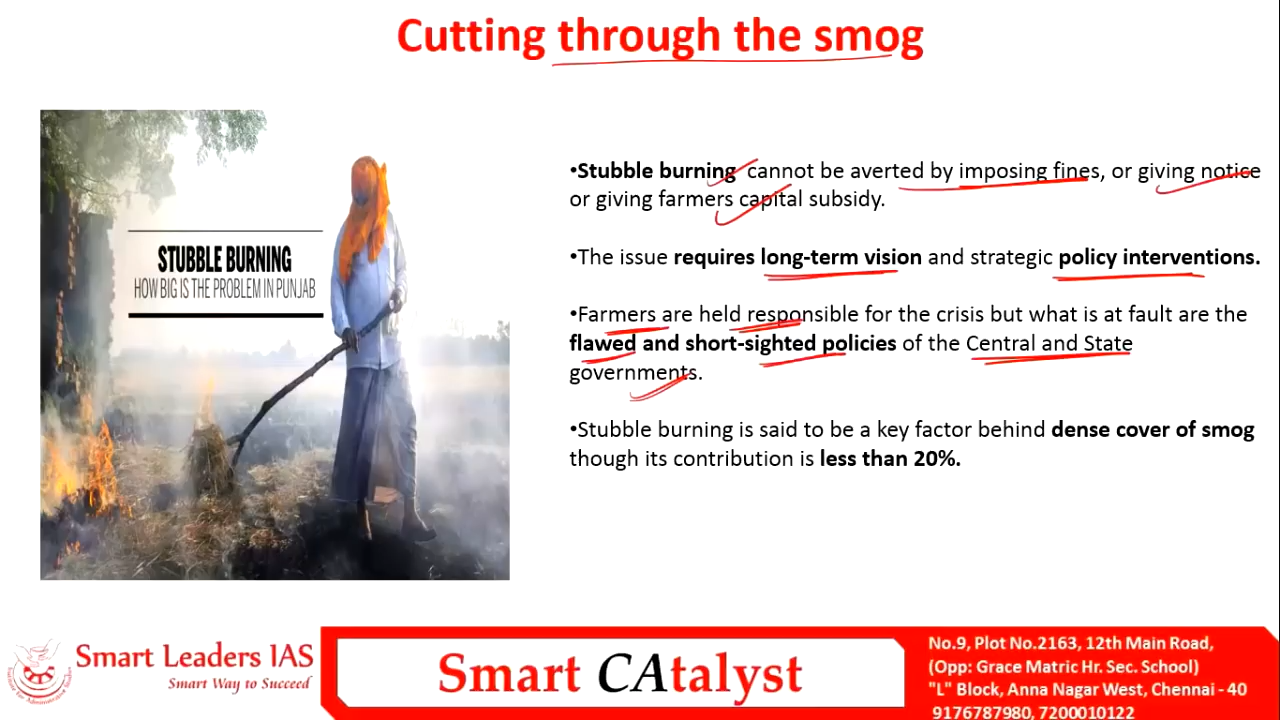 Cutting through the smog
STUBBLE BURNING
HOW BIG IS THE PROBLEM IN PUNJAB
•Stubble burning cannot be averted by imposing fines, or giving notice
or giving farmers capital subsidy.
•The issue requires long-term vision and strategic policy interventions.
•Farmers are held responsible for the crisis but what is at fault are the
flawed and short-sighted policies of the Central and State
governments.
•Stubble burning is said to be a key factor behind dense cover of smog
though its contribution is less than 20%.
Smart Leaders IAS
Smart Way to Succeed
Smart CAtalyst
No.9, Plot No.2163, 12th Main Road,
(Opp: Grace Matric Hr. Sec. School)
"L" Block, Anna Nagar West, Chennai - 40
9176787980, 7200010122